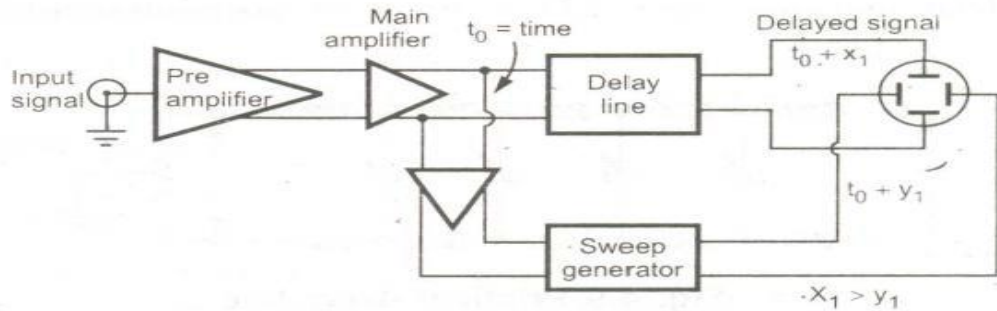 Main
amplifier
t₀ = time
Delayed signal
t₀ + x₁
Input
signal
Pre
amplifier
Delay
line
t₀ + y₁
Sweep
generator
X₁ > y₁